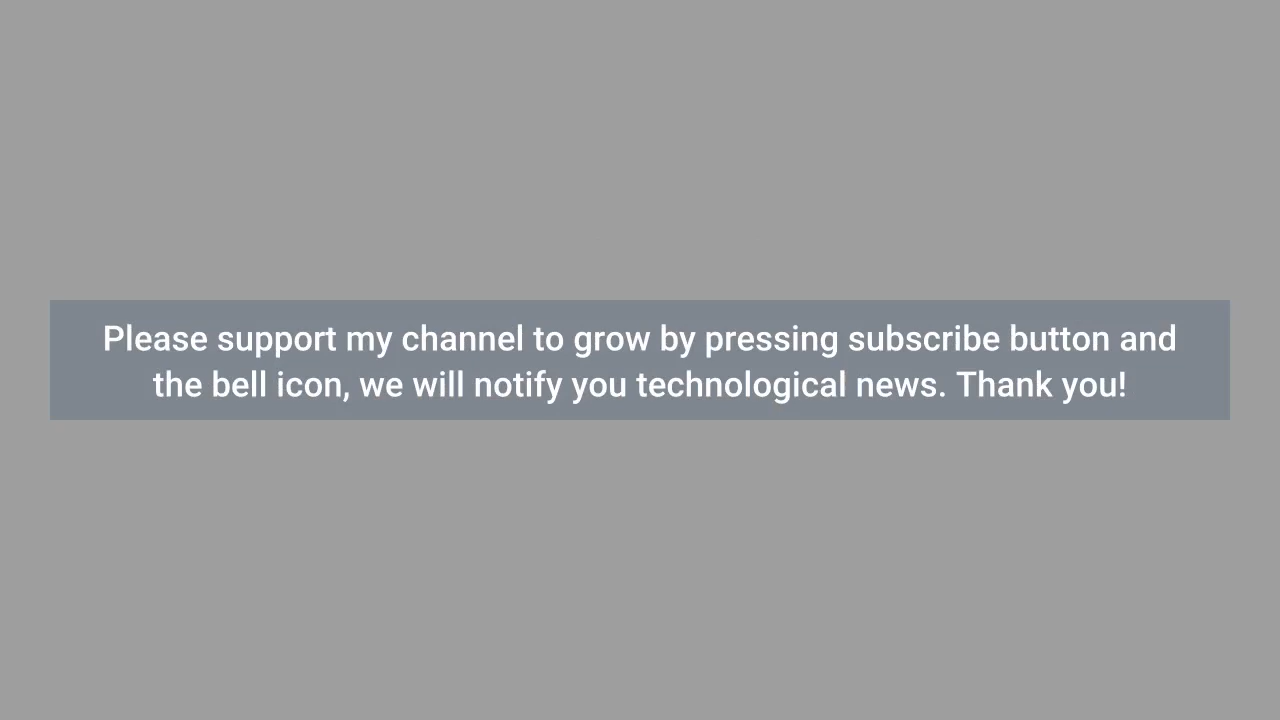 Please support my channel to grow by pressing subscribe button and
the bell icon, we will notify you technological news. Thank you!